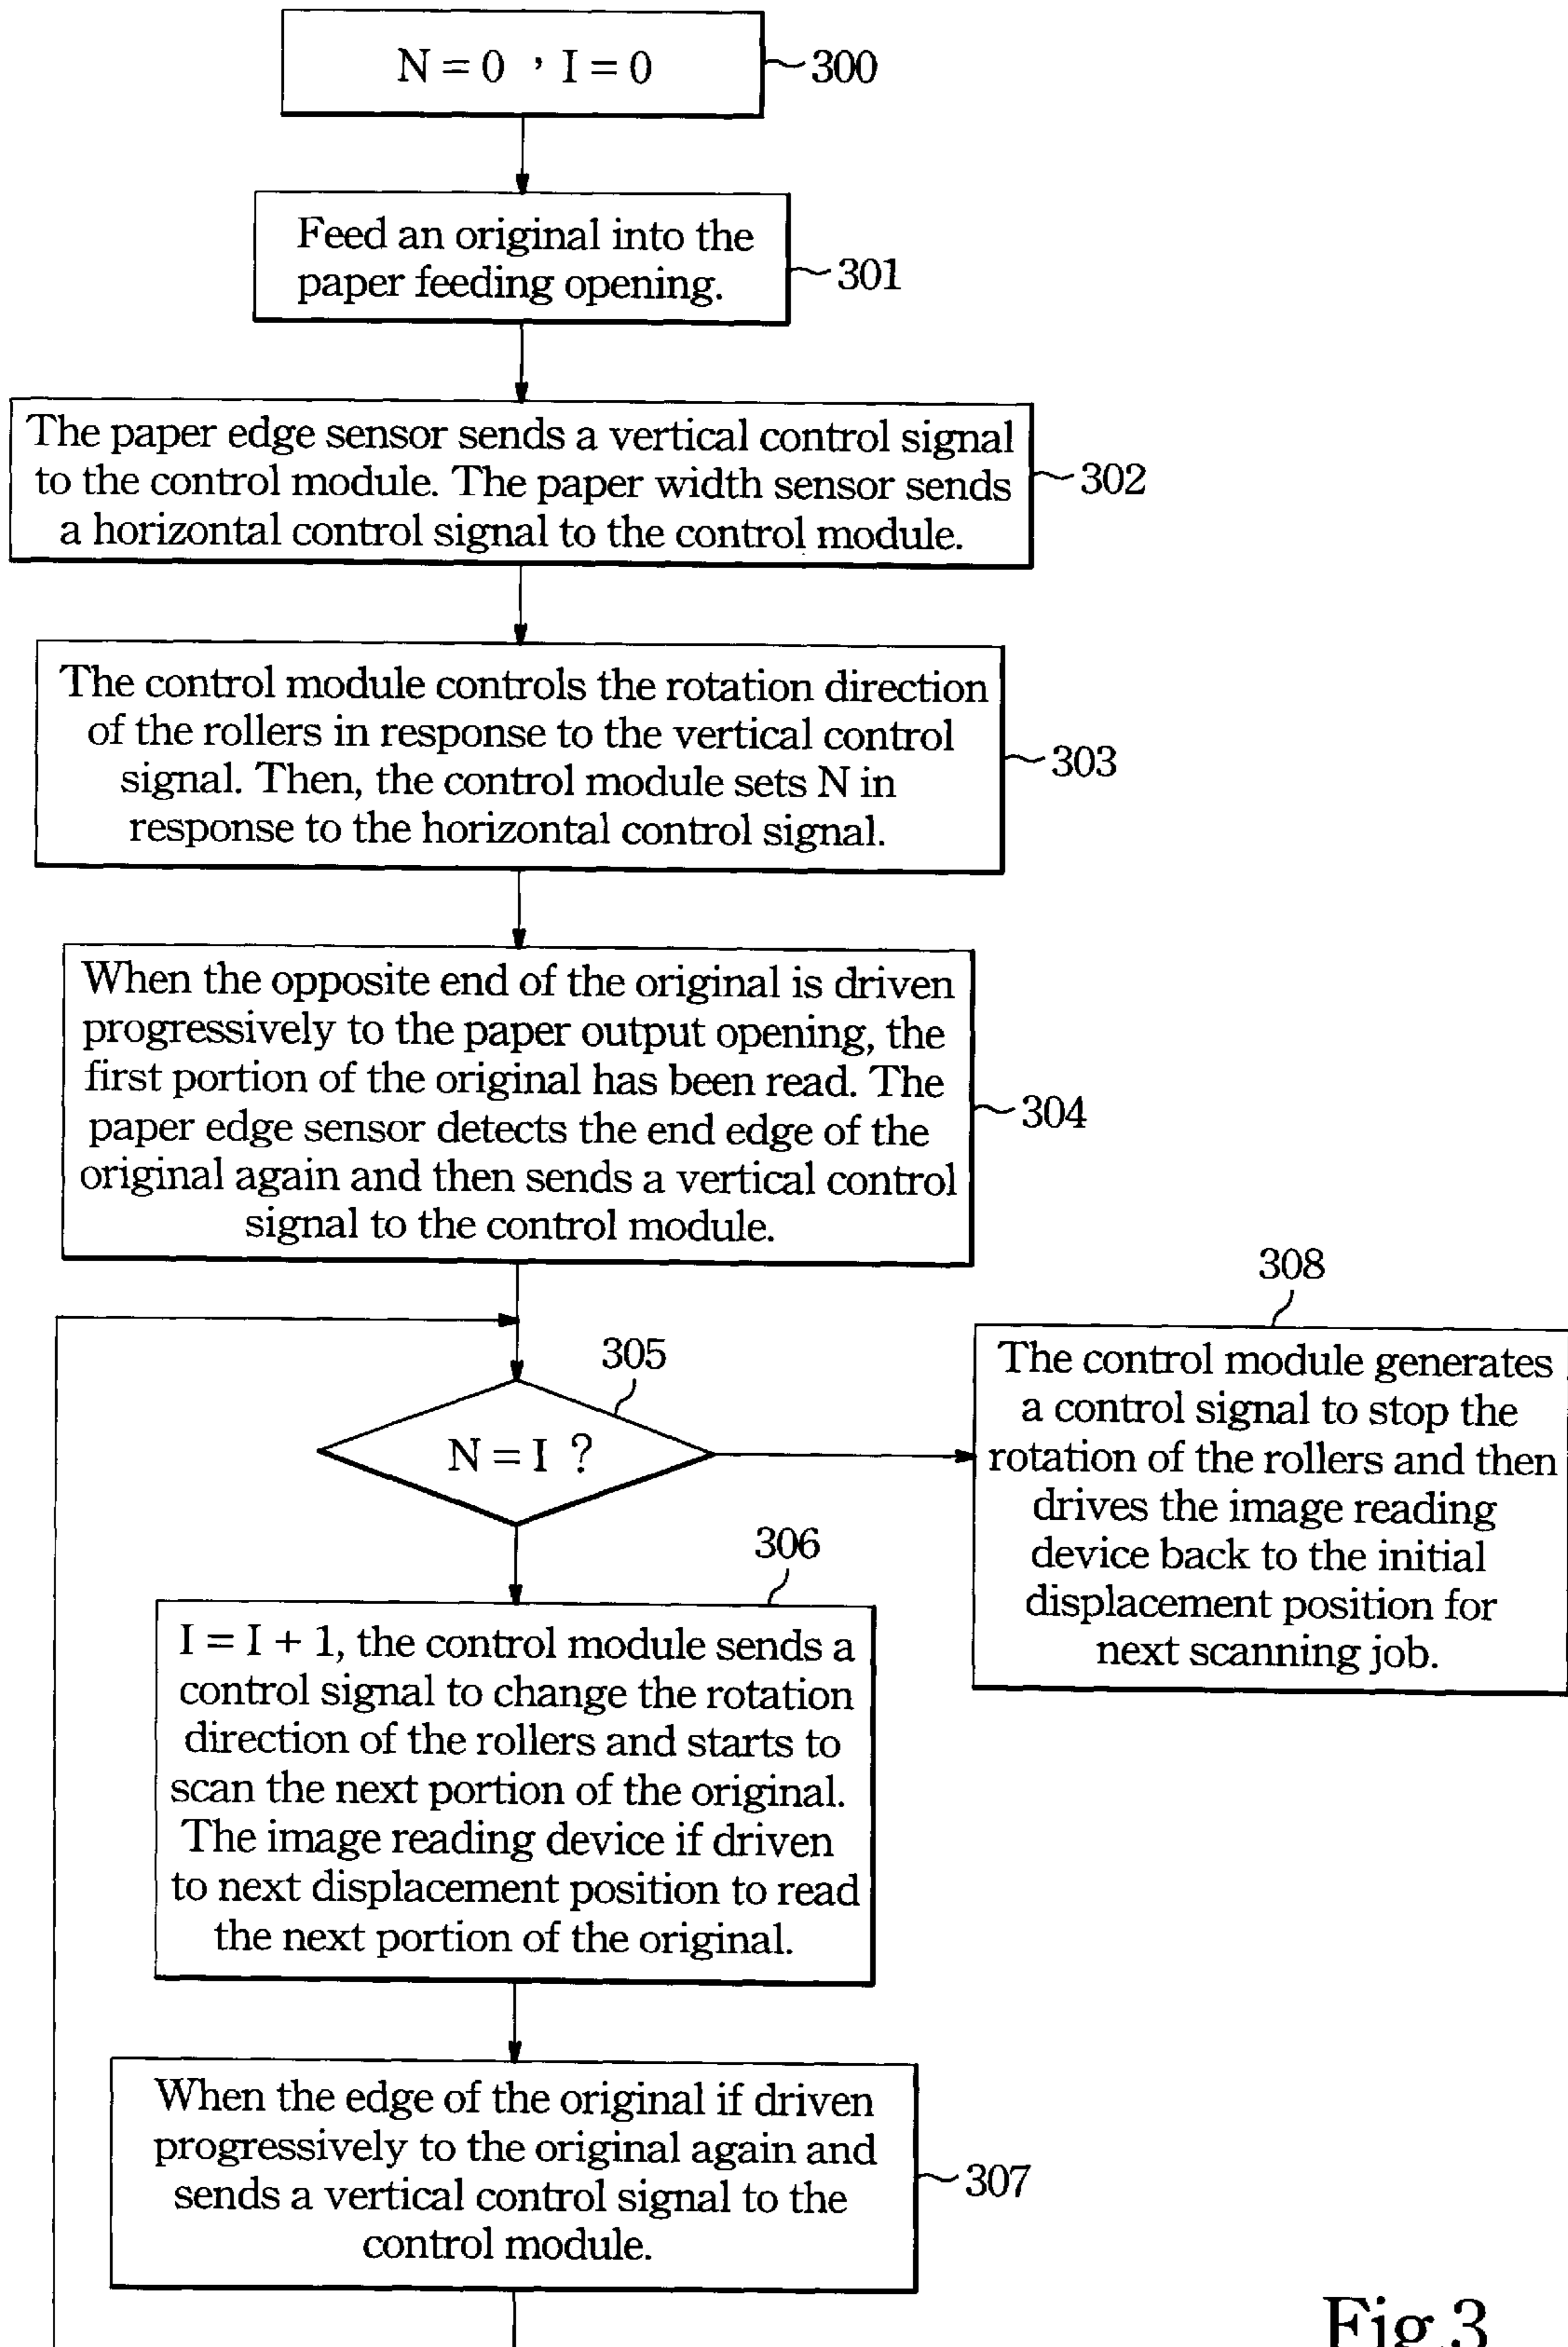 N = 0 , I = 0
300
Feed an original into the
paper feeding opening.
301
The paper edge sensor sends a vertical control signal
to the control module. The paper width sensor sends
a horizontal control signal to the control module.
302
The control module controls the rotation direction
of the rollers in response to the vertical control
signal. Then, the control module sets N in
response to the horizontal control signal.
303
When the opposite end of the original is driven
progressively to the paper output opening, the
first portion of the original has been read. The
paper edge sensor detects the end edge of the
original again and then sends a vertical control
signal to the control module.
304
305
N = I ?
308
The control module generates
a control signal to stop the
rotation of the rollers and then
drives the image reading
device back to the initial
displacement position for
next scanning job.
306
I = I + 1, the control module sends a
control signal to change the rotation
direction of the rollers and starts to
scan the next portion of the original.
The image reading device if driven
to next displacement position to read
the next portion of the original.
When the edge of the original if driven
progressively to the original again and
sends a vertical control signal to the
control module.
307
Fig.3